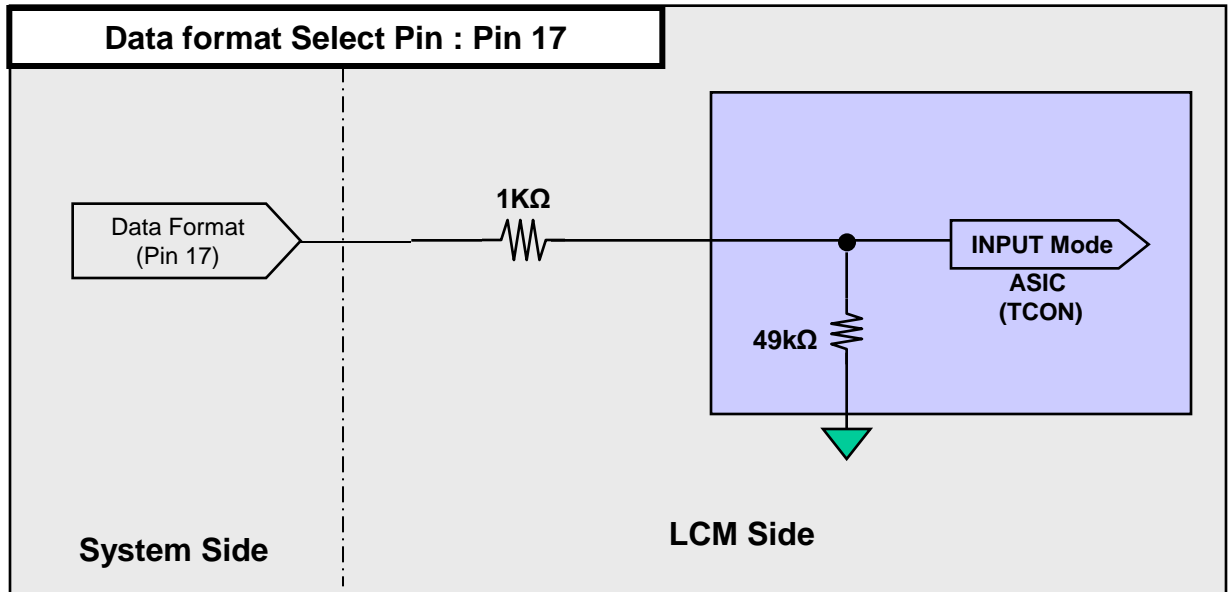 Data format Select Pin : Pin 17
1KΩ
Data Format
(Pin 17)
INPUT Mode
ASIC
(TCON)
49kΩ
System Side
LCM Side